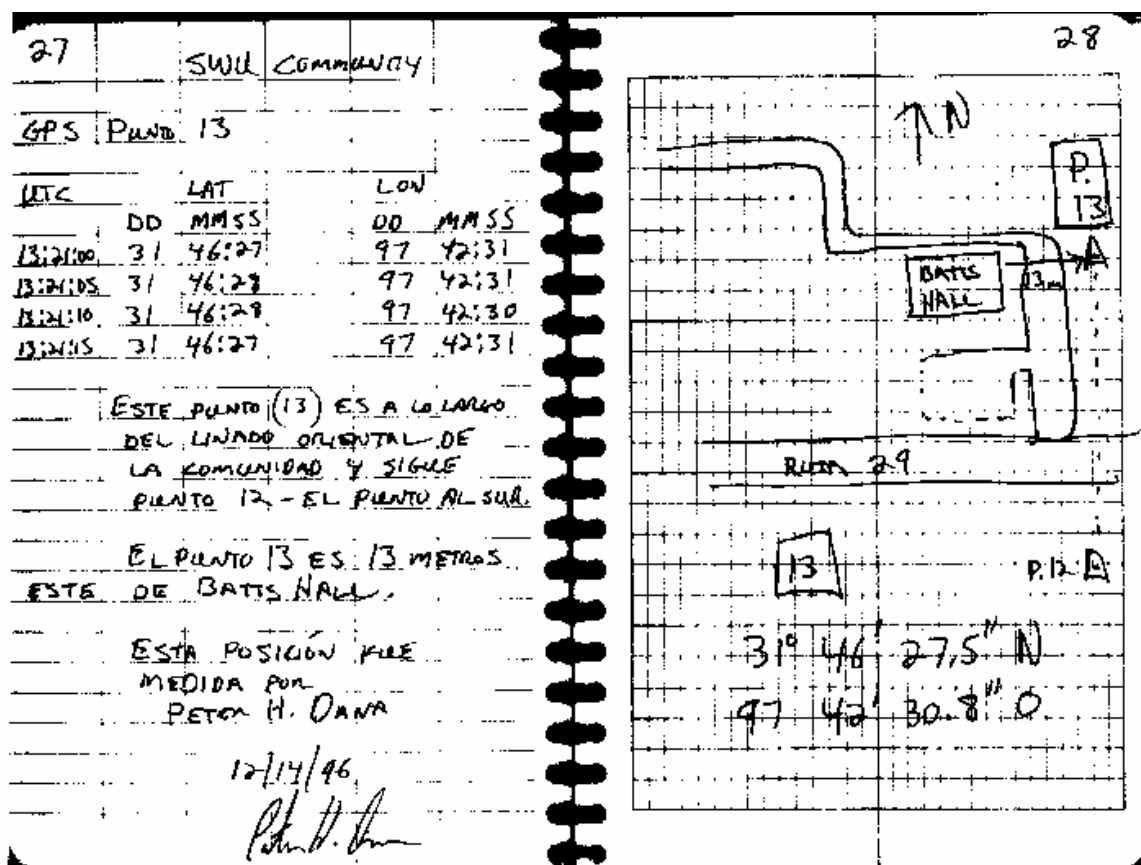 27
SWU COMMUNITY
GPS PUNTO 13
UTC LAT LON
DD MMSS DD MMSS
13:21:00 31 46:27 97 42:31
13:21:05 31 46:28 97 42:31
13:21:10 31 46:28 97 42:30
13:21:15 31 46:27 97 42:31
ESTE PUNTO (13) ES A LO LARGO
DEL LINADO ORIENTAL DE
LA KOMUNIDAD Y SIGUE
PUNTO 12 - EL PUNTO AL SUR.
EL PUNTO 13 ES 13 METROS
ESTE DE BATTS HALL.
ESTA POSICIÓN FUE
MEDIDA POR
PETER H. DANA
12/14/96
Peter H. Dana
28
N
P.
13
BATTS
HALL
13m
RUTA 29
13
P.12
31° 46' 27,5" N
97 42' 30.8" O